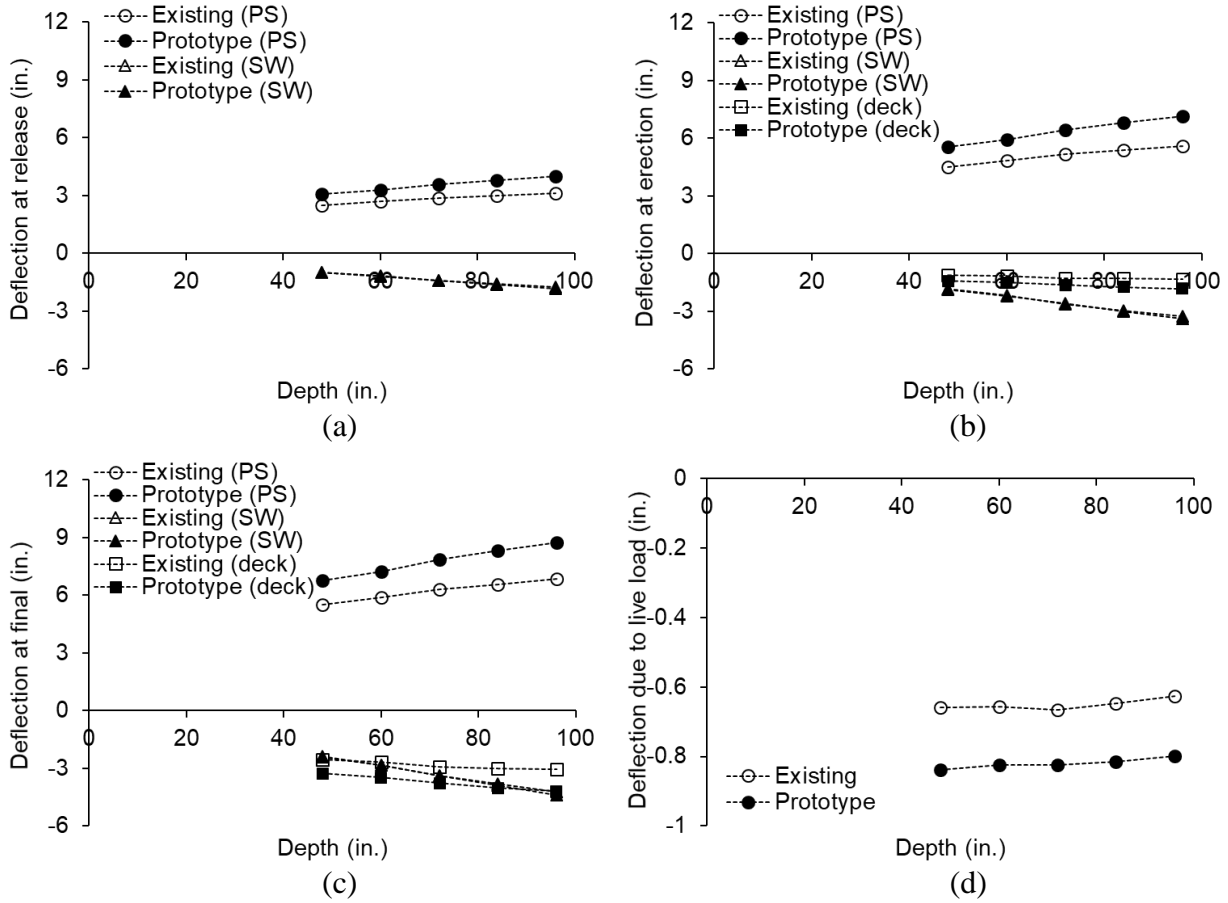 Deflection at release (in.)
12
9
6
3
0
-3
-6
Existing (PS)
Prototype (PS)
Existing (SW)
Prototype (SW)
0 20 40 60 80 100
Depth (in.)
(a)
Deflection at erection (in.)
12
9
6
3
0
-3
-6
Existing (PS)
Prototype (PS)
Existing (SW)
Prototype (SW)
Existing (deck)
Prototype (deck)
0 20 40 60 80 100
Depth (in.)
(b)
Deflection at final (in.)
12
9
6
3
0
-3
-6
Existing (PS)
Prototype (PS)
Existing (SW)
Prototype (SW)
Existing (deck)
Prototype (deck)
0 20 40 60 80 100
Depth (in.)
(c)
Deflection due to live load (in.)
0
-0.2
-0.4
-0.6
-0.8
-1
0 20 40 60 80 100
Existing
Prototype
Depth (in.)
(d)